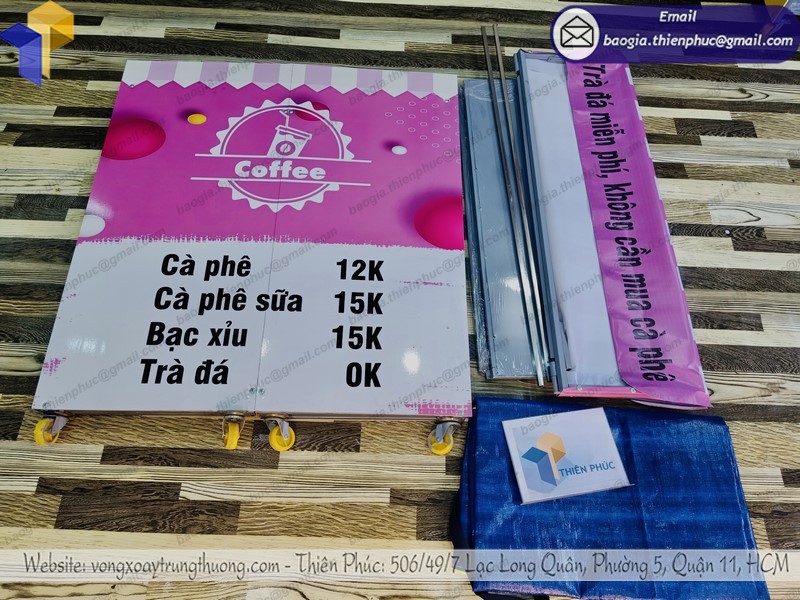 Email
baogia.thienphuc@gmail.com
Coffee
Cà phê 12K
Cà phê sữa 15K
Bạc xỉu 15K
Trà đá 0K
Trà đá miễn phí, không cần mua cà phê
THIÊN PHÚC
Website: vongxoaytrungthuong.com - Thiên Phúc: 506/49/7 Lạc Long Quân, Phường 5, Quận 11, HCM